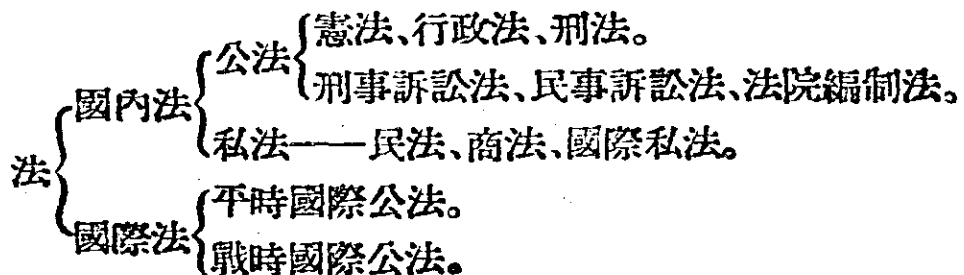 憲法、行政法、刑法。
公法
刑事訴訟法、民事訴訟法、法院編制法。
國內法
私法——民法、商法、國際私法。
法
平時國際公法。
國際法
戰時國際公法。